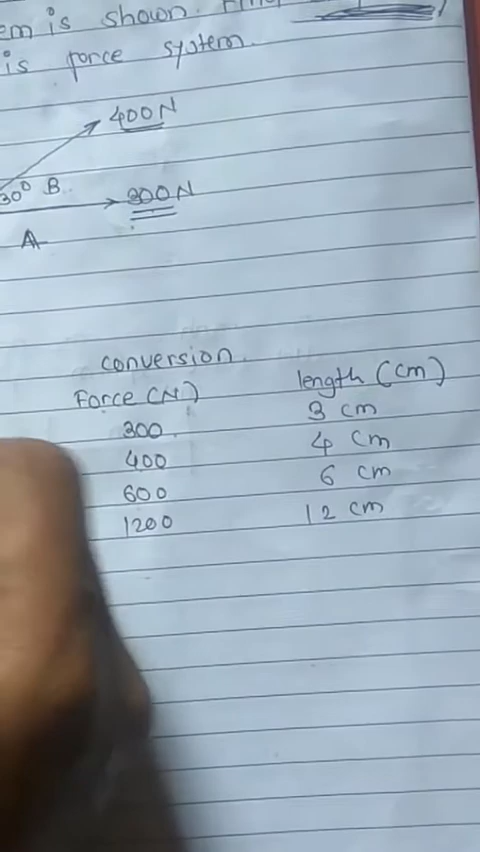 em is shown.
is force system.
400N
30° B
300N
A
conversion.
Force (N) length (cm)
300 3 cm
400 4 cm
600 6 cm
1200 12 cm